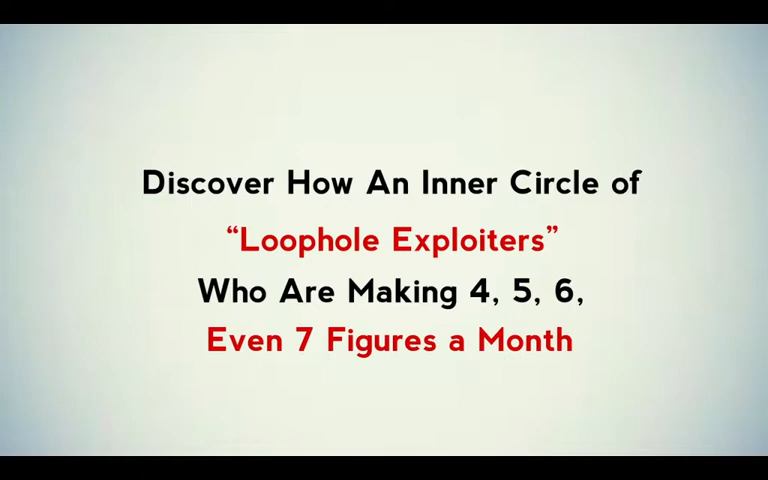 Discover How An Inner Circle of
“Loophole Exploiters”
Who Are Making 4, 5, 6,
Even 7 Figures a Month